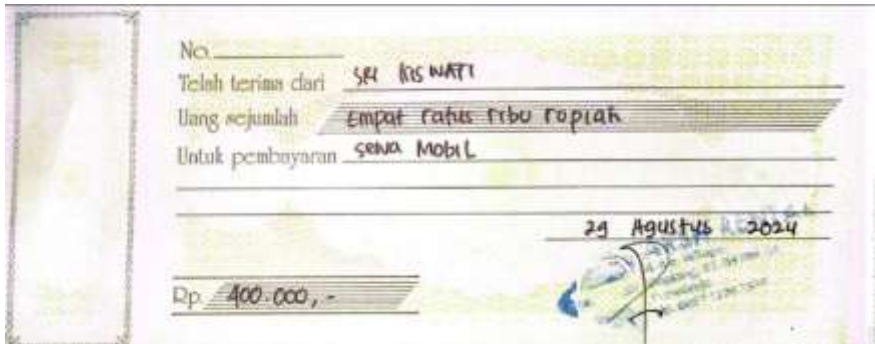 No.
Telah terima dari SRI KISWATI
Uang sejumlah Empat ratus ribu ropiah
Untuk pembayaran sewa Mobil
29 Agustus 2024
Rp. 400.000,-